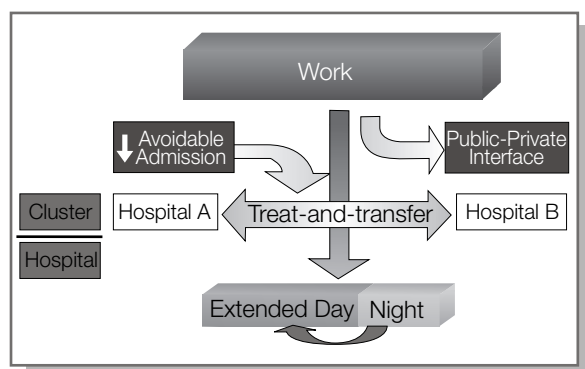 Work
Avoidable
Admission
Public-Private
Interface
Cluster
Hospital A
Treat-and-transfer
Hospital B
Hospital
Extended Day
Night